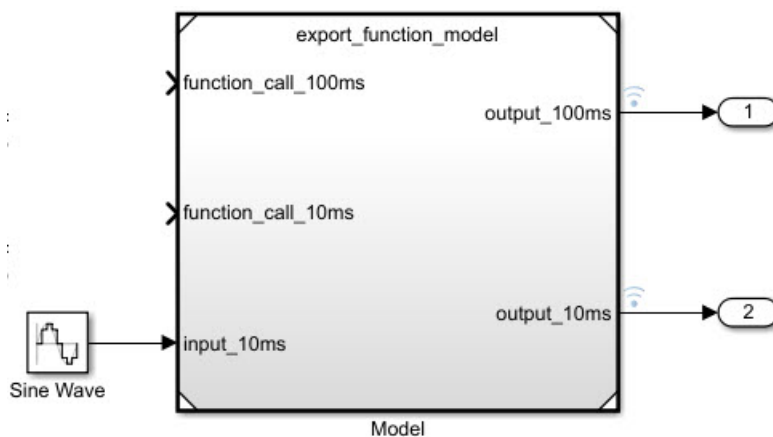 export_function_model
function_call_100ms
output_100ms
1
function_call_10ms
output_10ms
2
input_10ms
Sine Wave
Model